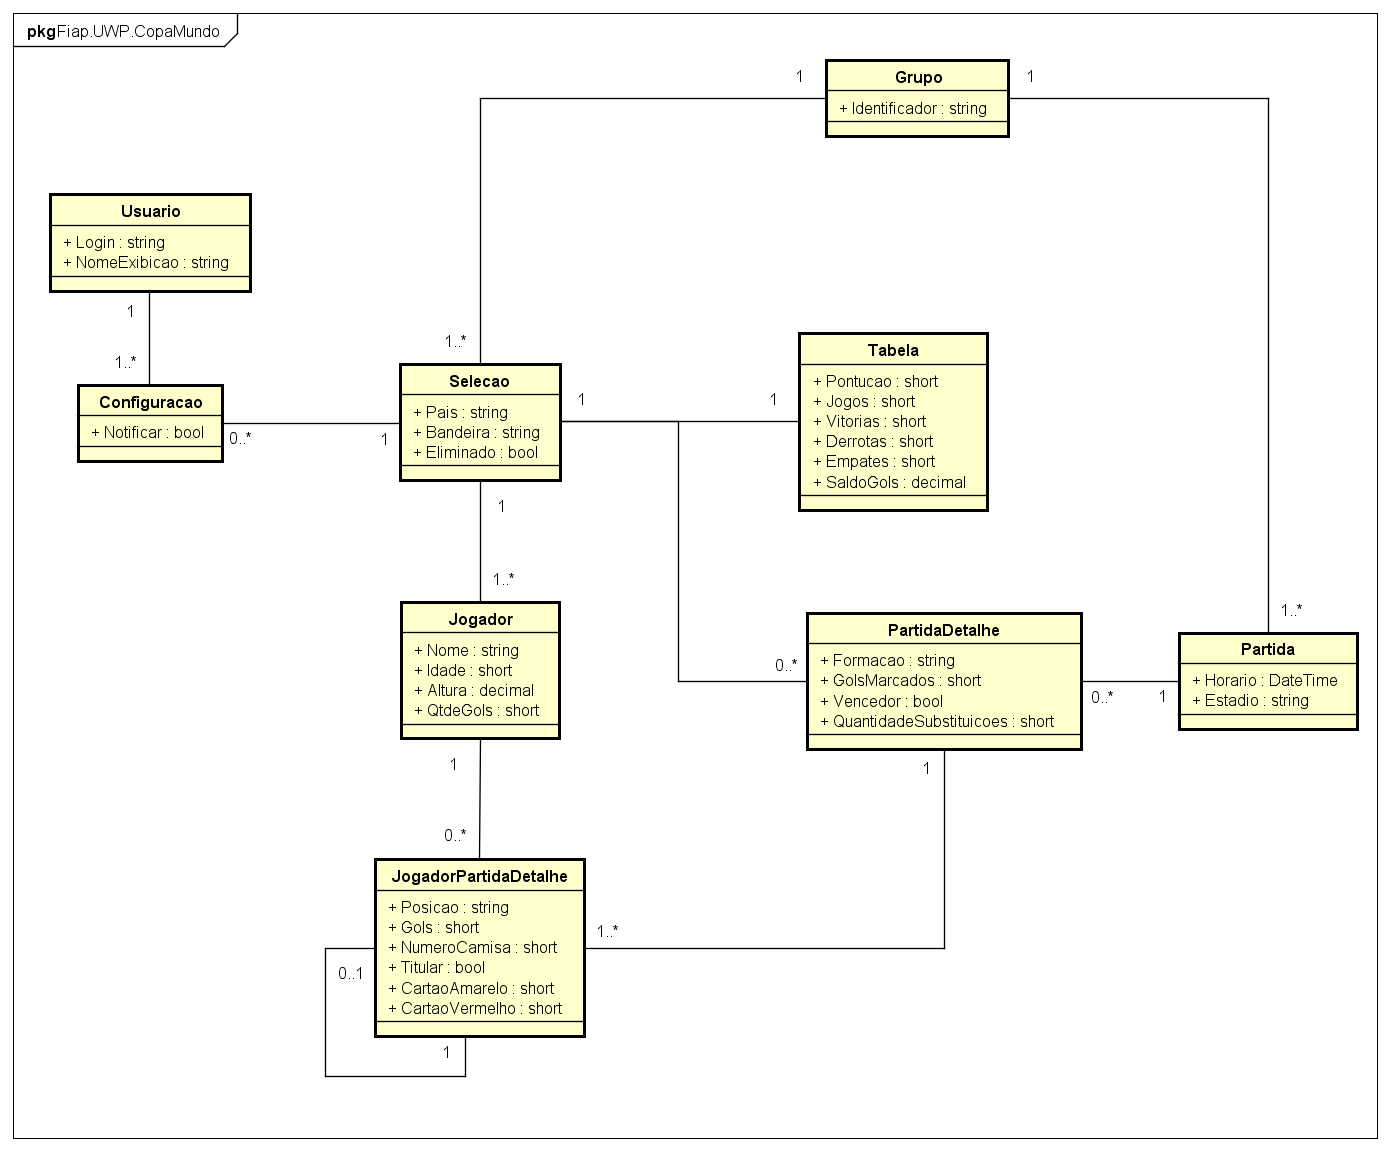 pkgFiap.UWP.CopaMundo
1
Grupo
1
+ Identificador : string
Usuario
+ Login : string
+ NomeExibicao : string
1
1..*
1..*
Configuracao
+ Notificar : bool
0..*
1
Selecao
+ Pais : string
+ Bandeira : string
+ Eliminado : bool
1
1
Tabela
+ Pontucao : short
+ Jogos : short
+ Vitorias : short
+ Derrotas : short
+ Empates : short
+ SaldoGols : decimal
1
1..*
Jogador
+ Nome : string
+ Idade : short
+ Altura : decimal
+ QtdeGols : short
0..*
PartidaDetalhe
+ Formacao : string
+ GolsMarcados : short
+ Vencedor : bool
+ QuantidadeSubstituicoes : short
0..*
1
1..*
Partida
+ Horario : DateTime
+ Estadio : string
1
1
0..*
JogadorPartidaDetalhe
+ Posicao : string
+ Gols : short
+ NumeroCamisa : short
+ Titular : bool
+ CartaoAmarelo : short
+ CartaoVermelho : short
1..*
0..1
1